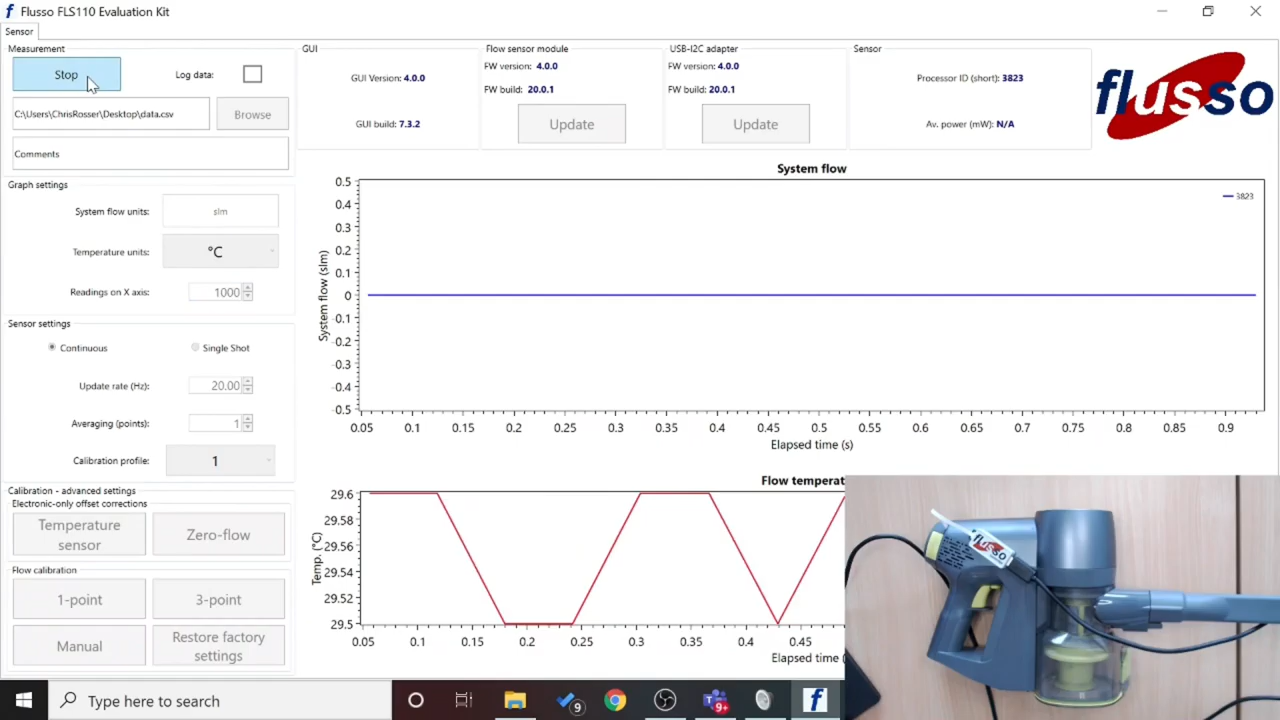 f Flusso FLS110 Evaluation Kit
Sensor
Measurement
Stop
Log data:
C:\Users\ChrisRosser\Desktop\data.csv
Browse
Comments
GUI
GUI Version: 4.0.0
GUI build: 7.3.2
Flow sensor module
FW version: 4.0.0
FW build: 20.0.1
Update
USB-I2C adapter
FW version: 4.0.0
FW build: 20.0.1
Update
Sensor
Processor ID (short): 3823
Av. power (mW): N/A
flusso
Graph settings
System flow units: slm
Temperature units: °C
Readings on X axis: 1000
Sensor settings
Continuous
Single Shot
Update rate (Hz): 20.00
Averaging (points): 1
Calibration profile: 1
Calibration - advanced settings
Electronic-only offset corrections
Temperature
sensor
Zero-flow
Flow calibration
1-point
3-point
Manual
Restore factory
settings
System flow
3823
System flow (slm)
0.5
0.4
0.3
0.2
0.1
0
-0.1
-0.2
-0.3
-0.4
-0.5
0.05 0.1 0.15 0.2 0.25 0.3 0.35 0.4 0.45 0.5 0.55 0.6 0.65 0.7 0.75 0.8 0.85 0.9
Elapsed time (s)
Flow temperat
Temp. (°C)
29.6
29.58
29.56
29.54
29.52
29.5
0.05 0.1 0.15 0.2 0.25 0.3 0.35 0.4 0.45
Elapsed time (
flusso
Type here to search
9
9+
f